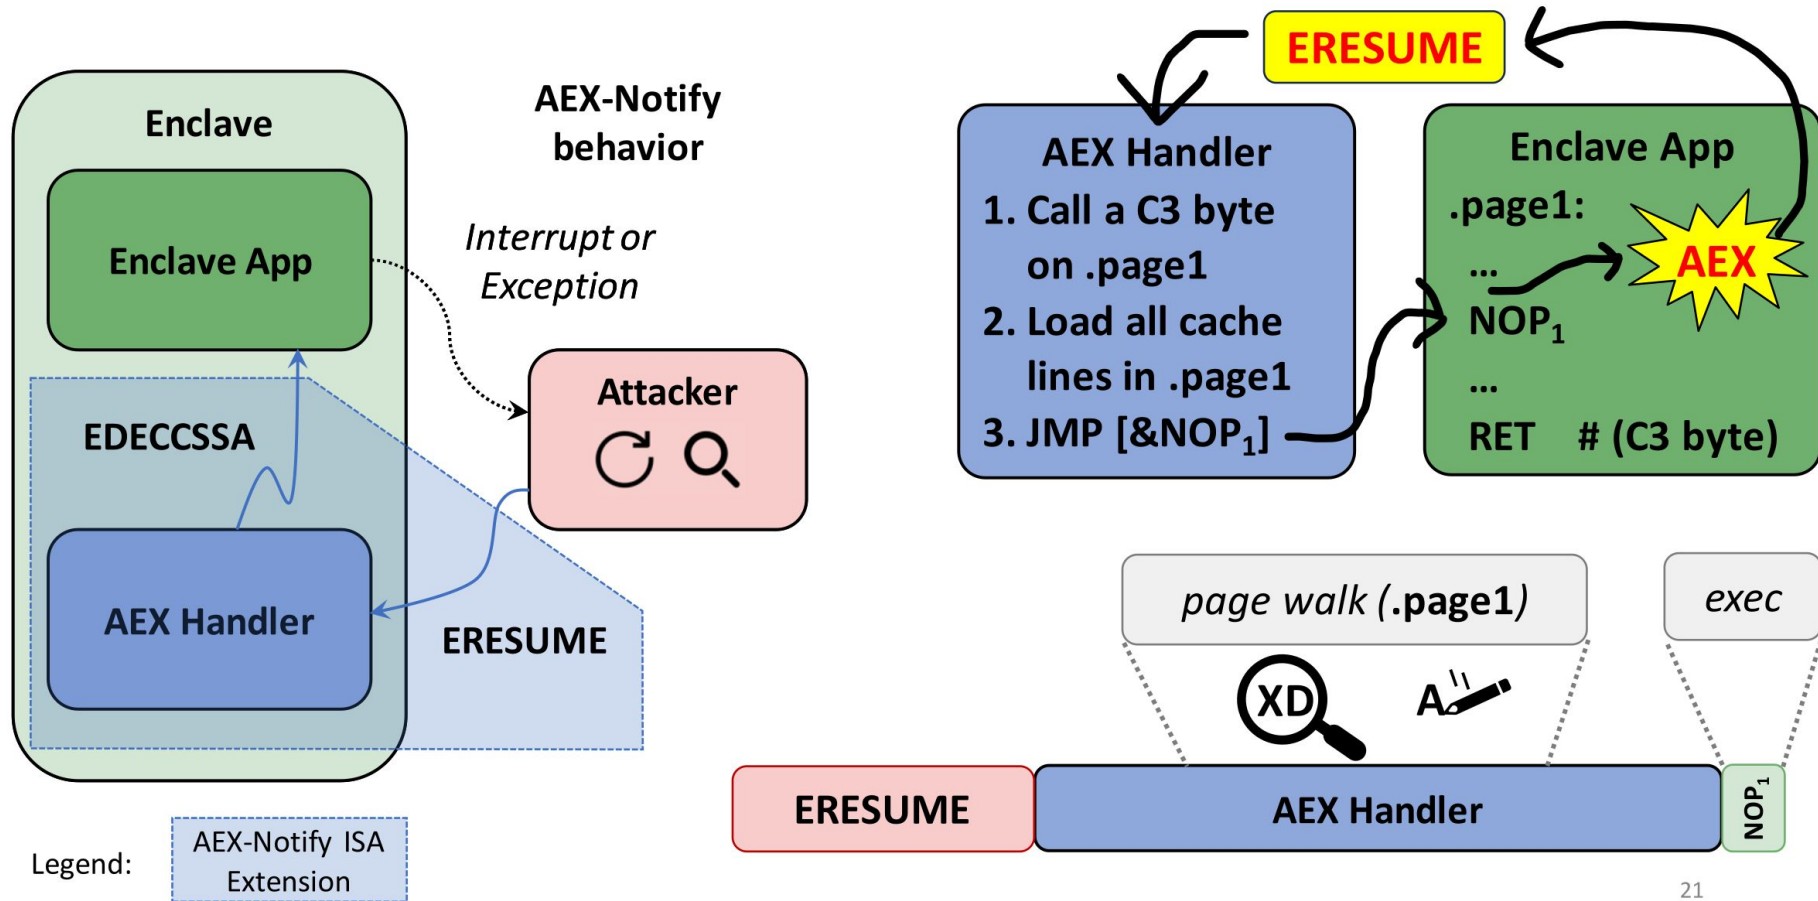 Enclave
Enclave App
EDECCSSA
AEX Handler
AEX-Notify
behavior
Interrupt or
Exception
Attacker
ERESUME
Legend:
AEX-Notify ISA
Extension
ERESUME
AEX Handler
1. Call a C3 byte
on .page1
2. Load all cache
lines in .page1
3. JMP [&NOP₁]
Enclave App
.page1:
...
AEX
NOP₁
...
RET # (C3 byte)
page walk (.page1)
exec
XD
A
ERESUME
AEX Handler
NOP₁
21